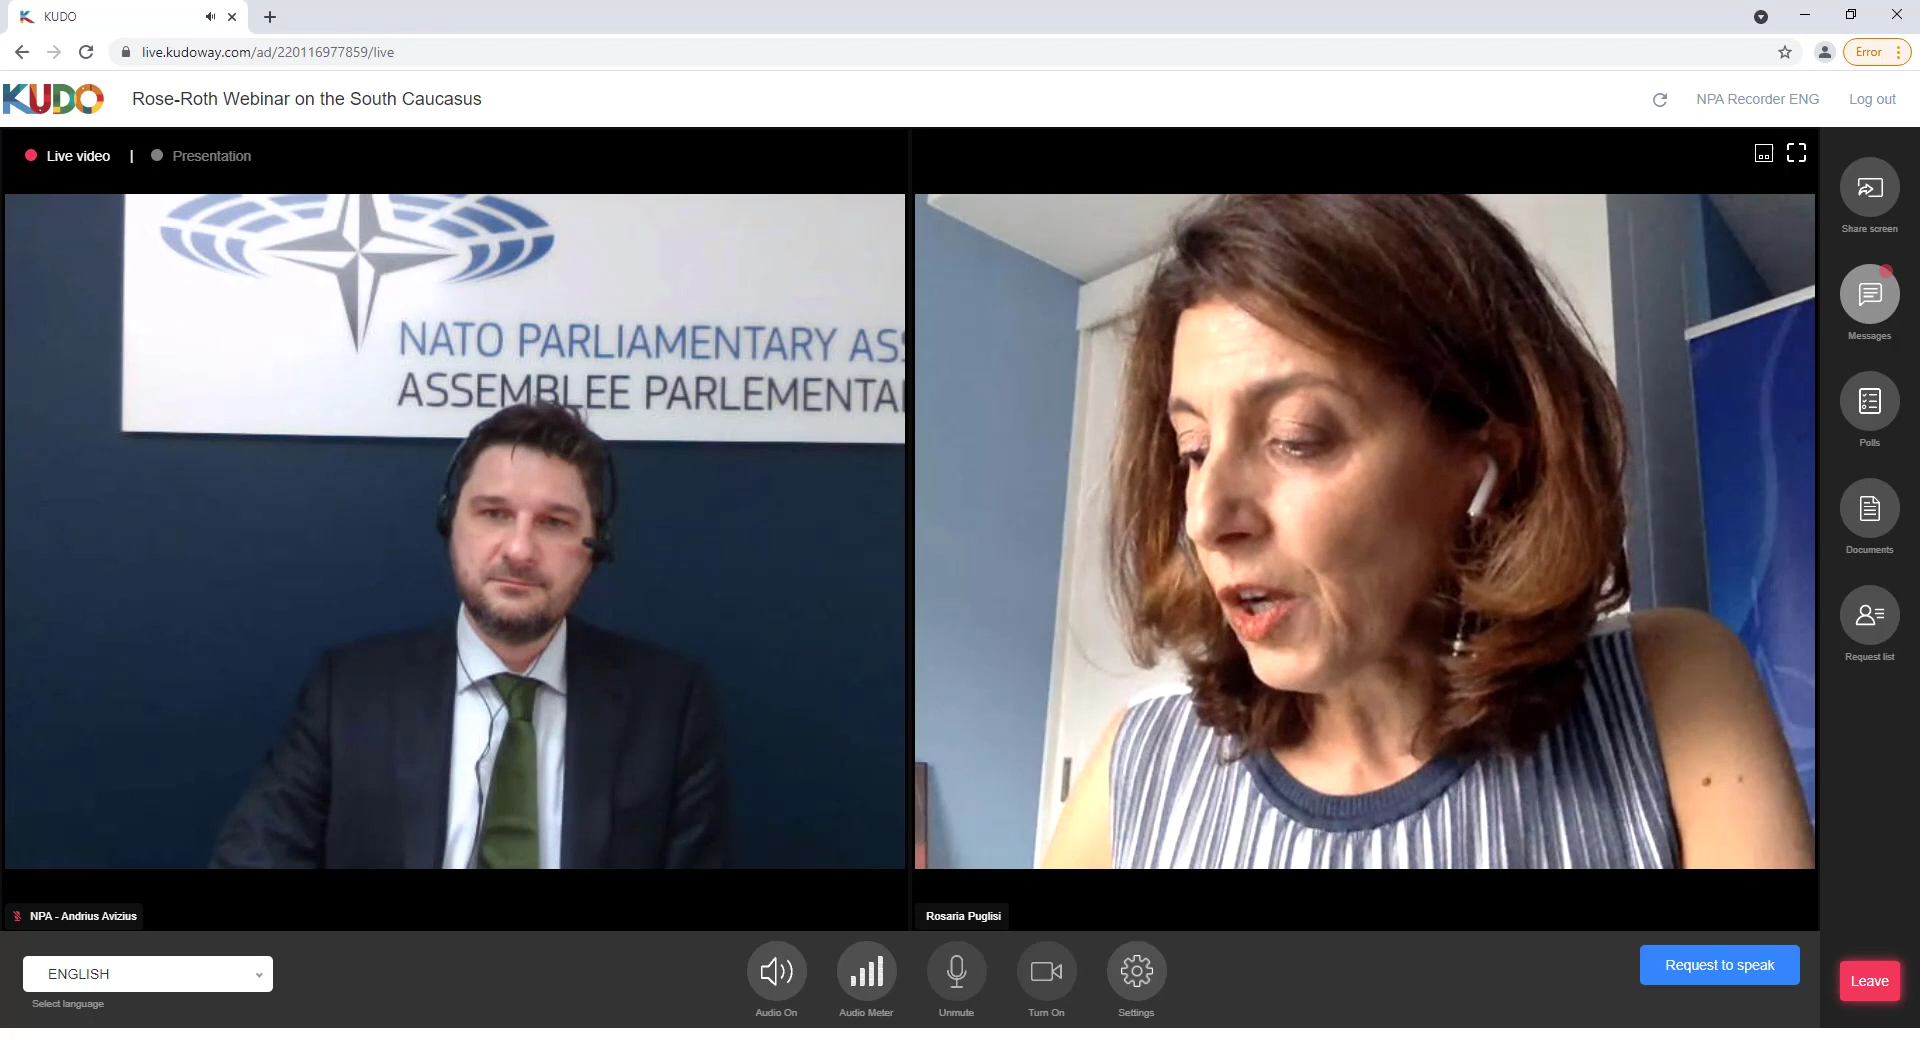 KUDO
live.kudoway.com/ad/220116977859/live
Error
KUDO
Rose-Roth Webinar on the South Caucasus
NPA Recorder ENG
Log out
Live video | Presentation
NATO PARLIAMENTARY ASS
ASSEMBLEE PARLEMENTA
Share screen
Messages
Polls
Documents
Request list
NPA - Andrius Avizius
Rosaria Puglisi
ENGLISH
Select language
Audio On
Audio Meter
Unmute
Turn On
Settings
Request to speak
Leave